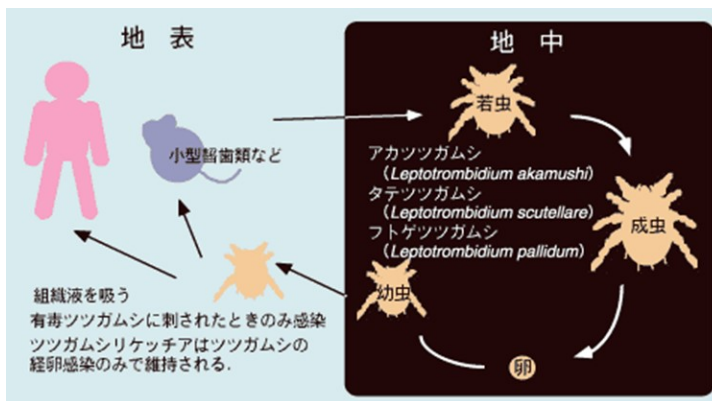 地表
地中
若虫
小型齧歯類など
アカツツガムシ
（Leptotrombidium akamushi）
タテツツガムシ
（Leptotrombidium scutellare）
フトゲツツガムシ
（Leptotrombidium pallidum）
成虫
幼虫
卵
組織液を吸う
有毒ツツガムシに刺されたときのみ感染
ツツガムシリケッチアはツツガムシの
経卵感染のみで維持される.